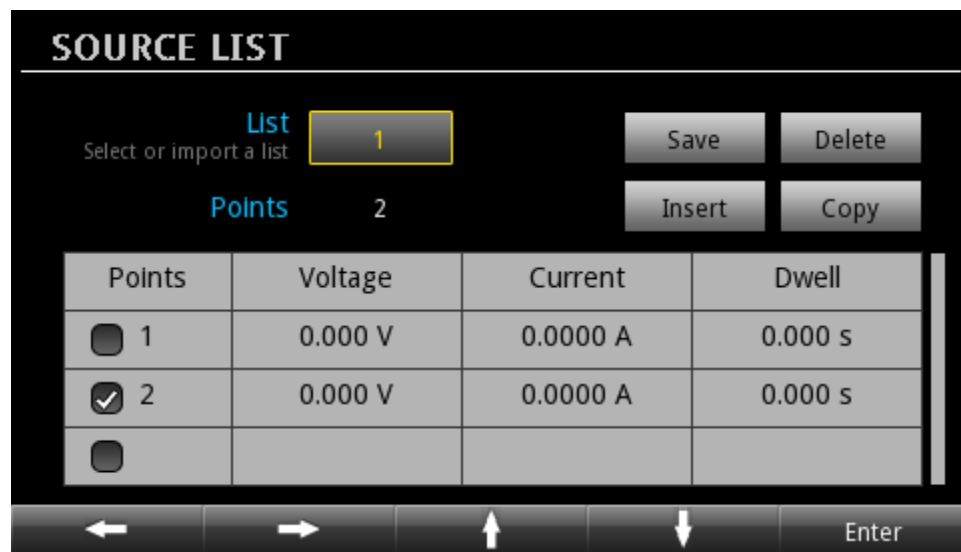 SOURCE LIST
List 1 Save Delete
Select or import a list
Points 2 Insert Copy
Points Voltage Current Dwell
1 0.000 V 0.0000 A 0.000 s
2 0.000 V 0.0000 A 0.000 s
Enter